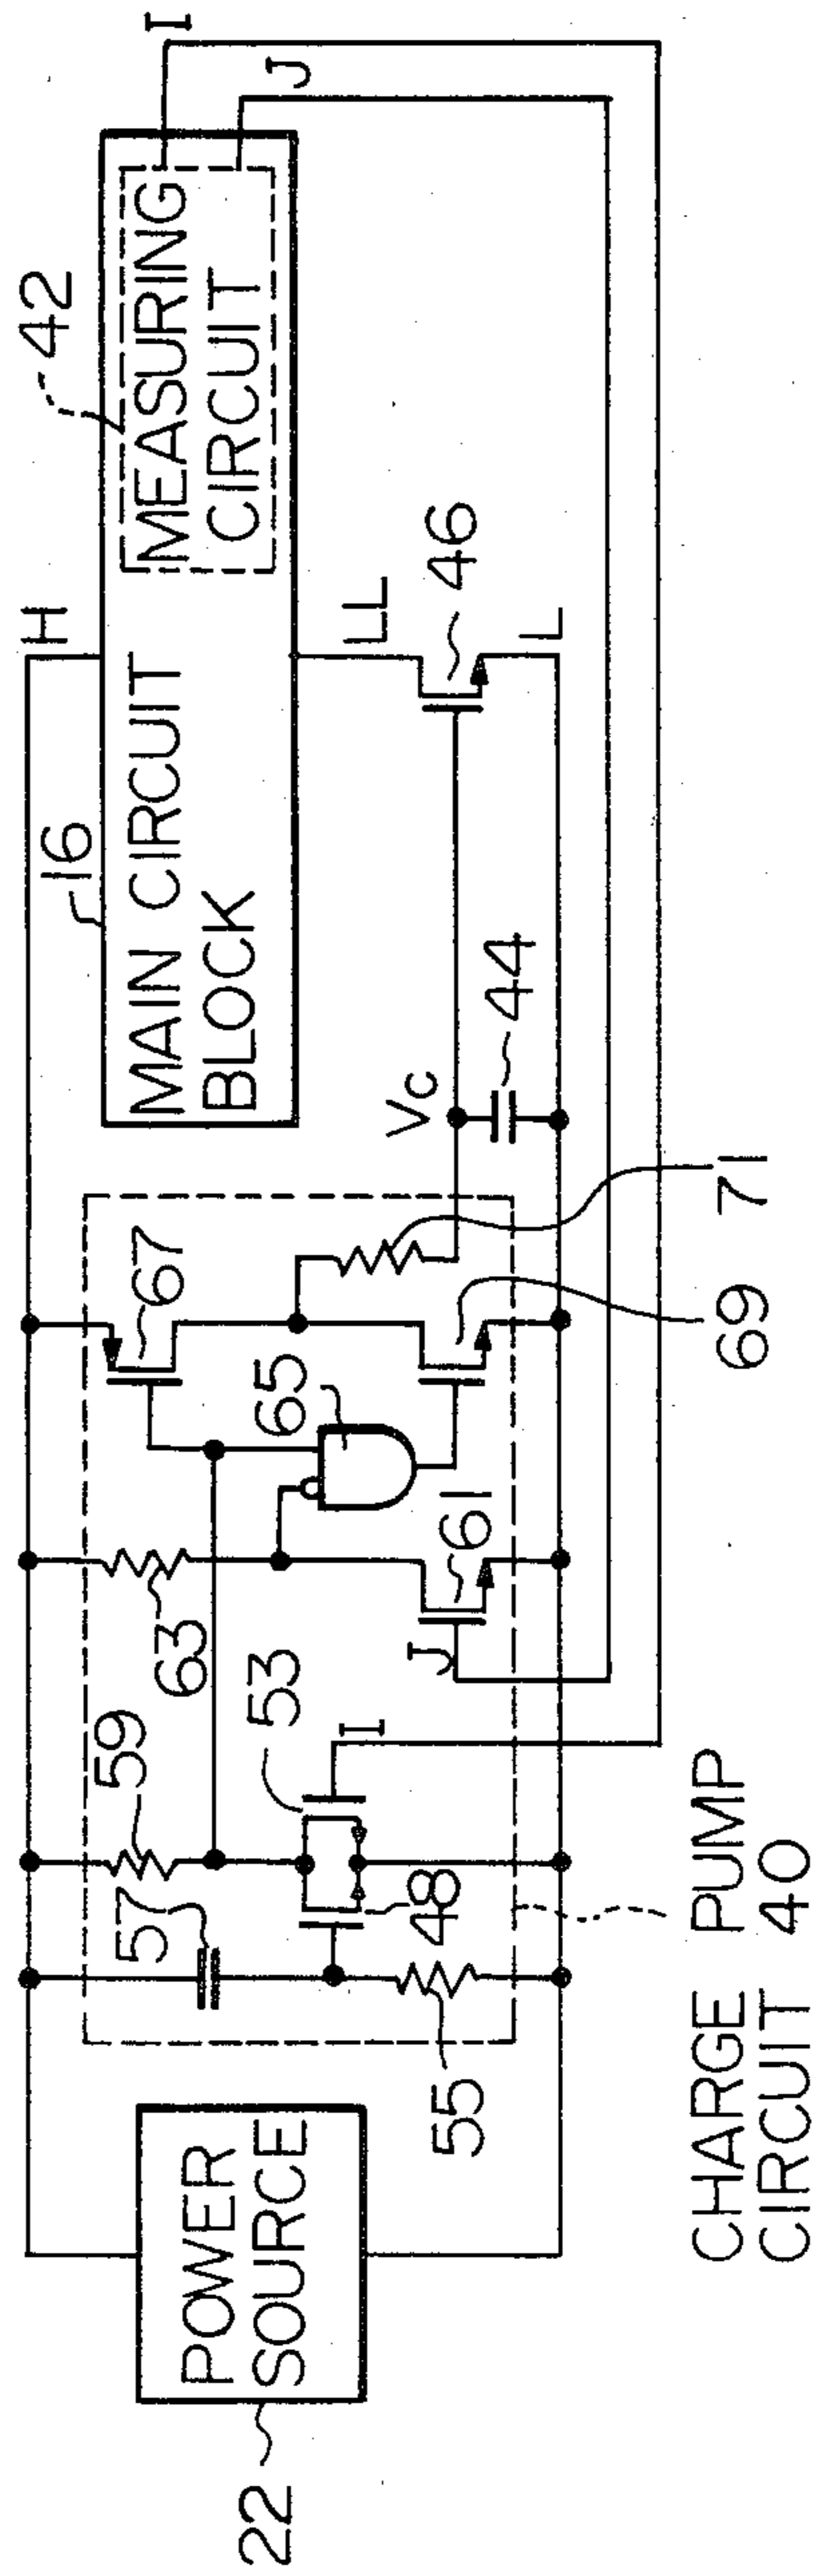 I
J
42
MEASURING
CIRCUIT
H
16
MAIN CIRCUIT
BLOCK
LL
46
L
Vc
44
71
67
69
65
61
J
63
53
I
59
57
48
55
POWER
SOURCE
22
CHARGE PUMP
CIRCUIT 40